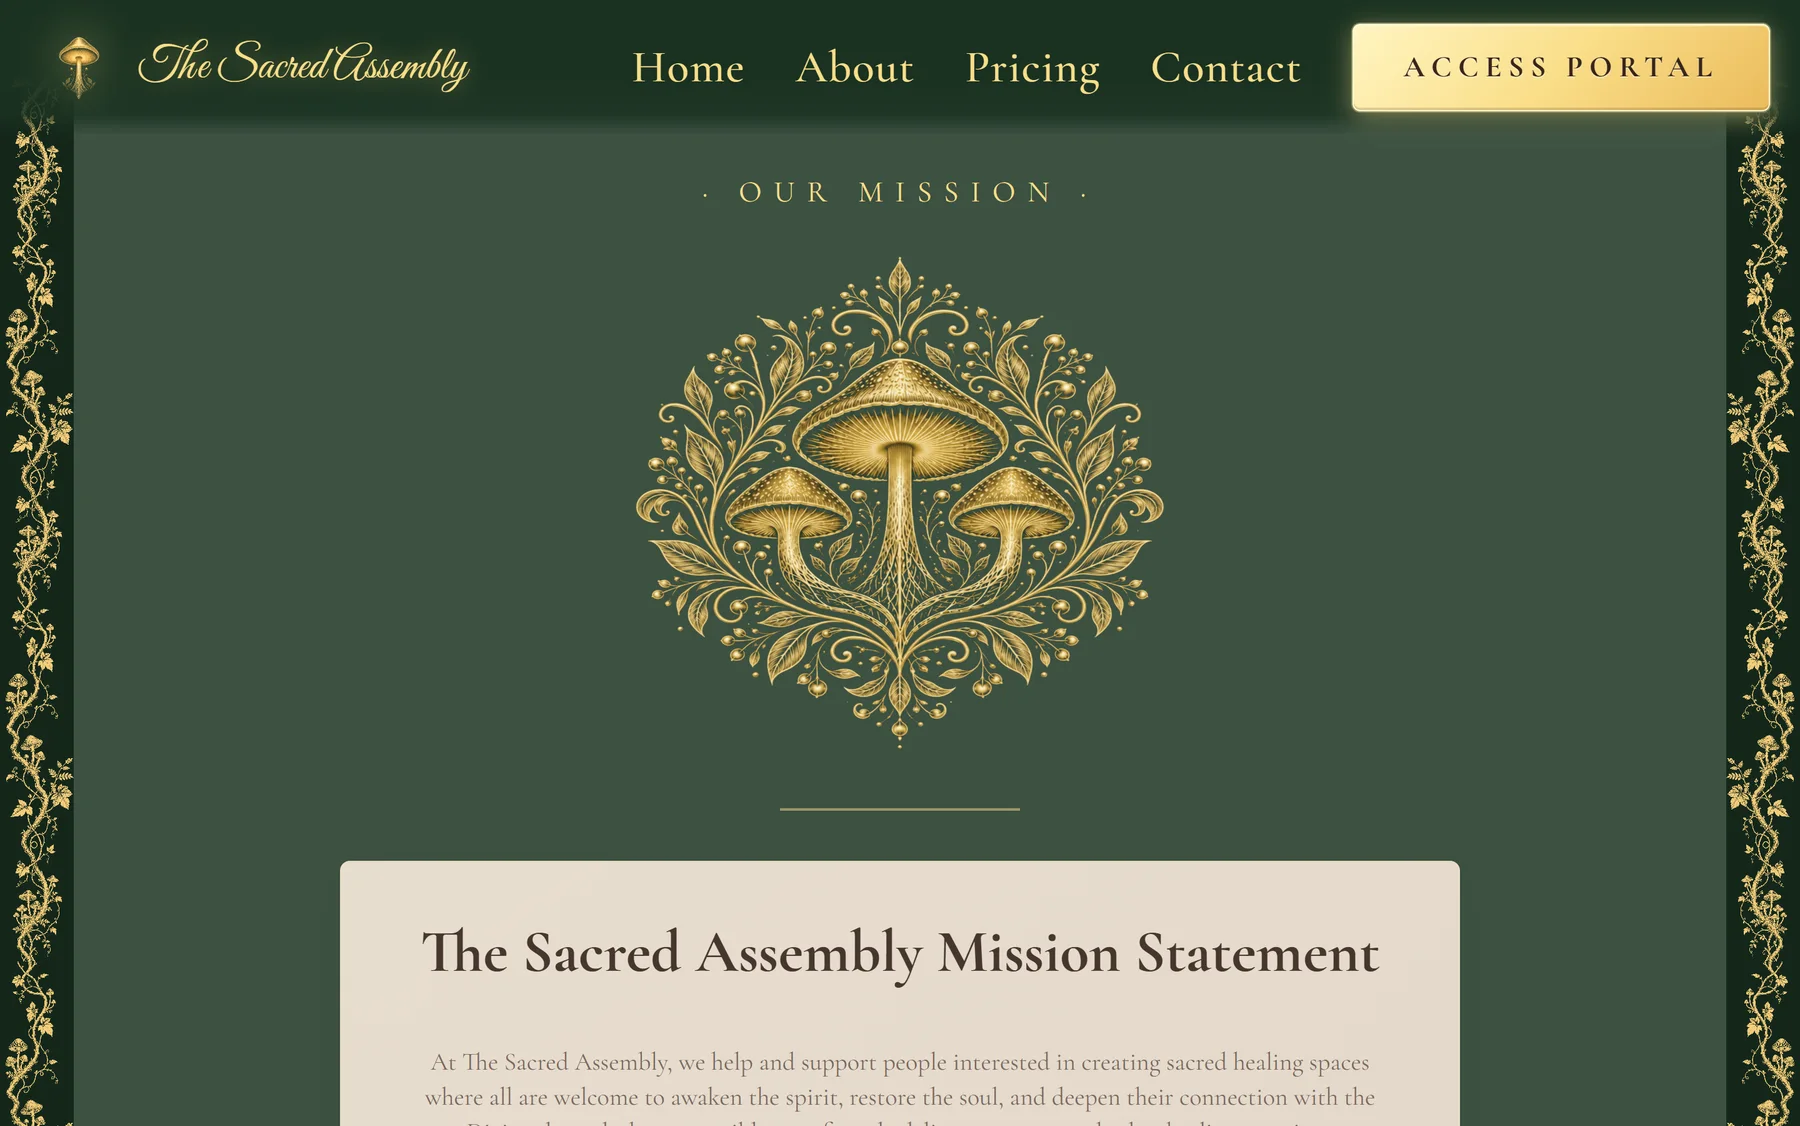 The Sacred Assembly
Home
About
Pricing
Contact
ACCESS PORTAL
· OUR MISSION ·
The Sacred Assembly Mission Statement
At The Sacred Assembly, we help and support people interested in creating sacred healing spaces
where all are welcome to awaken the spirit, restore the soul, and deepen their connection with the